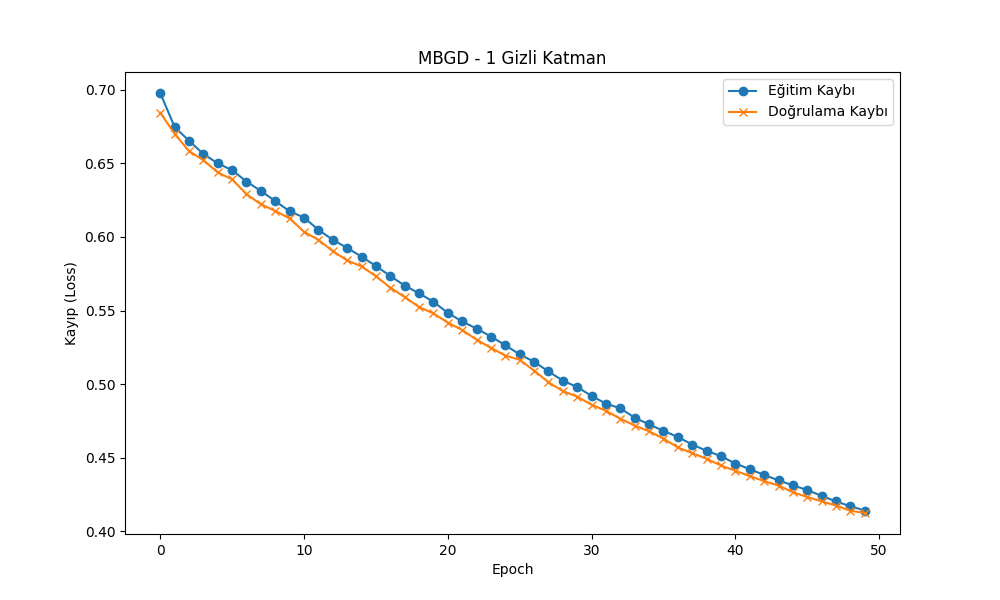 MBGD - 1 Gizli Katman
Eğitim Kaybı
Doğrulama Kaybı
Kayıp (Loss)
0.70
0.65
0.60
0.55
0.50
0.45
0.40
0
10
20
30
40
50
Epoch